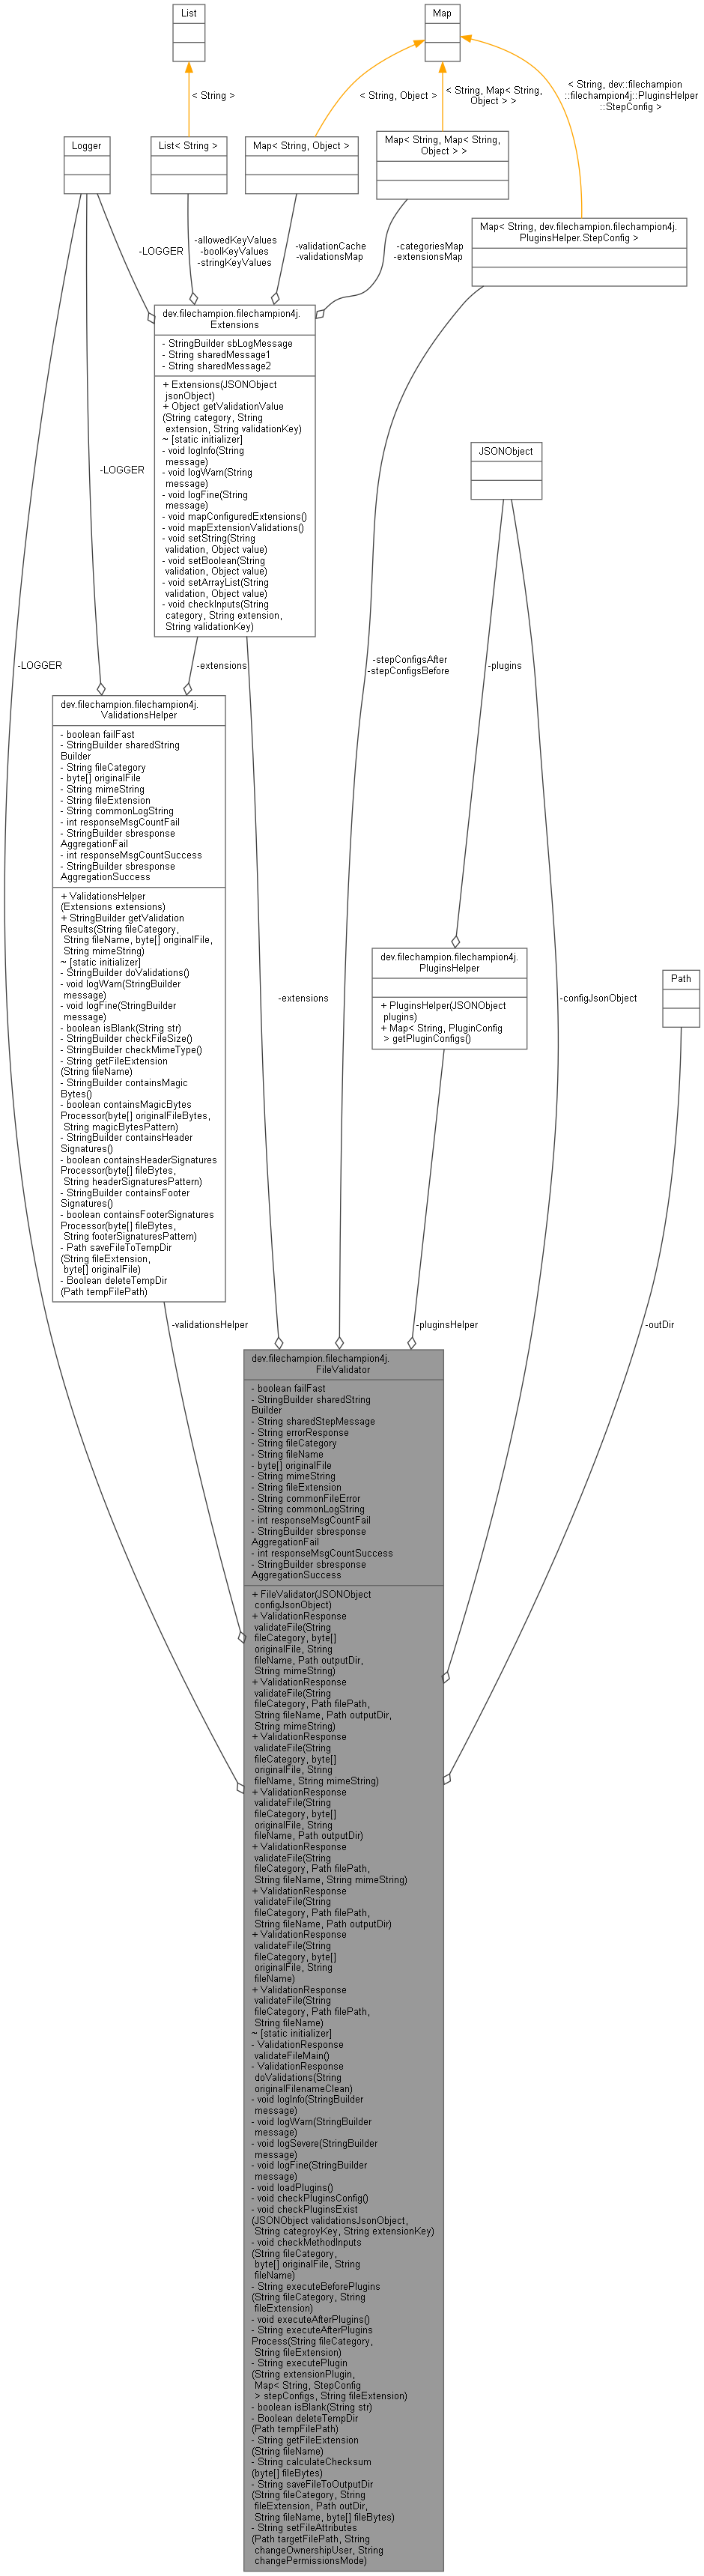 List
Map
< String >
< String, Object >
< String, Map< String,
Object > >
< String, dev::filechampion
::filechampion4j::PluginsHelper
::StepConfig >
Logger
List< String >
Map< String, Object >
Map< String, Map< String,
Object > >
Map< String, dev.filechampion.filechampion4j.
PluginsHelper.StepConfig >
-LOGGER
-allowedKeyValues
-boolKeyValues
-stringKeyValues
-validationCache
-validationsMap
-categoriesMap
-extensionsMap
dev.filechampion.filechampion4j.
Extensions
- StringBuilder sbLogMessage
- String sharedMessage1
- String sharedMessage2
+ Extensions(JSONObject
jsonObject)
+ Object getValidationValue
(String category, String
extension, String validationKey)
~ [static initializer]
- void logInfo(String
message)
- void logWarn(String
message)
- void logFine(String
message)
- void mapConfiguredExtensions()
- void mapExtensionValidations()
- void setString(String
validation, Object value)
- void setBoolean(String
validation, Object value)
- void setArrayList(String
validation, Object value)
- void checkInputs(String
category, String extension,
String validationKey)
JSONObject
-LOGGER
-LOGGER
-extensions
-stepConfigsAfter
-stepConfigsBefore
-plugins
dev.filechampion.filechampion4j.
ValidationsHelper
- boolean failFast
- StringBuilder sharedString
Builder
- String fileCategory
- byte[] originalFile
- String mimeString
- String fileExtension
- String commonLogString
- int responseMsgCountFail
- StringBuilder sbresponse
AggregationFail
- int responseMsgCountSuccess
- StringBuilder sbresponse
AggregationSuccess
+ ValidationsHelper
(Extensions extensions)
+ StringBuilder getValidation
Results(String fileCategory,
String fileName, byte[] originalFile,
String mimeString)
~ [static initializer]
- StringBuilder doValidations()
- void logWarn(StringBuilder
message)
- void logFine(StringBuilder
message)
- boolean isBlank(String str)
- StringBuilder checkFileSize()
- StringBuilder checkMimeType()
- String getFileExtension
(String fileName)
- StringBuilder containsMagic
Bytes()
- boolean containsMagicBytes
Processor(byte[] originalFileBytes,
String magicBytesPattern)
- StringBuilder containsHeader
Signatures()
- boolean containsHeaderSignatures
Processor(byte[] fileBytes,
String headerSignaturesPattern)
- StringBuilder containsFooter
Signatures()
- boolean containsFooterSignatures
Processor(byte[] fileBytes,
String footerSignaturesPattern)
- Path saveFileToTempDir
(String fileExtension,
byte[] originalFile)
- Boolean deleteTempDir
(Path tempFilePath)
dev.filechampion.filechampion4j.
PluginsHelper
+ PluginsHelper(JSONObject
plugins)
+ Map< String, PluginConfig
> getPluginConfigs()
Path
-extensions
-configJsonObject
-validationsHelper
-pluginsHelper
-outDir
dev.filechampion.filechampion4j.
FileValidator
- boolean failFast
- StringBuilder sharedString
Builder
- String sharedStepMessage
- String errorResponse
- String fileCategory
- String fileName
- byte[] originalFile
- String mimeString
- String fileExtension
- String commonFileError
- String commonLogString
- int responseMsgCountFail
- StringBuilder sbresponse
AggregationFail
- int responseMsgCountSuccess
- StringBuilder sbresponse
AggregationSuccess
+ FileValidator(JSONObject
configJsonObject)
+ ValidationResponse
validateFile(String
fileCategory, byte[]
originalFile, String
fileName, Path outputDir,
String mimeString)
+ ValidationResponse
validateFile(String
fileCategory, Path filePath,
String fileName, Path outputDir,
String mimeString)
+ ValidationResponse
validateFile(String
fileCategory, byte[]
originalFile, String
fileName, String mimeString)
+ ValidationResponse
validateFile(String
fileCategory, byte[]
originalFile, String
fileName, Path outputDir)
+ ValidationResponse
validateFile(String
fileCategory, Path filePath,
String fileName, String mimeString)
+ ValidationResponse
validateFile(String
fileCategory, Path filePath,
String fileName, Path outputDir)
+ ValidationResponse
validateFile(String
fileCategory, byte[]
originalFile, String
fileName)
+ ValidationResponse
validateFile(String
fileCategory, Path filePath,
String fileName)
~ [static initializer]
- ValidationResponse
validateFileMain()
- ValidationResponse
doValidations(String
originalFilenameClean)
- void logInfo(StringBuilder
message)
- void logWarn(StringBuilder
message)
- void logSevere(StringBuilder
message)
- void logFine(StringBuilder
message)
- void loadPlugins()
- void checkPluginsConfig()
- void checkPluginsExist
(JSONObject validationsJsonObject,
String categroyKey, String extensionKey)
- void checkMethodInputs
(String fileCategory,
byte[] originalFile, String
fileName)
- String executeBeforePlugins
(String fileCategory, String
fileExtension)
- void executeAfterPlugins()
- String executeAfterPlugins
Process(String fileCategory,
String fileExtension)
- String executePlugin
(String extensionPlugin,
Map< String, StepConfig
> stepConfigs, String fileExtension)
- boolean isBlank(String str)
- Boolean deleteTempDir
(Path tempFilePath)
- String getFileExtension
(String fileName)
- String calculateChecksum
(byte[] fileBytes)
- String saveFileToOutputDir
(String fileCategory, String
fileExtension, Path outDir,
String fileName, byte[] fileBytes)
- String setFileAttributes
(Path targetFilePath, String
changeOwnershipUser, String
changePermissionsMode)